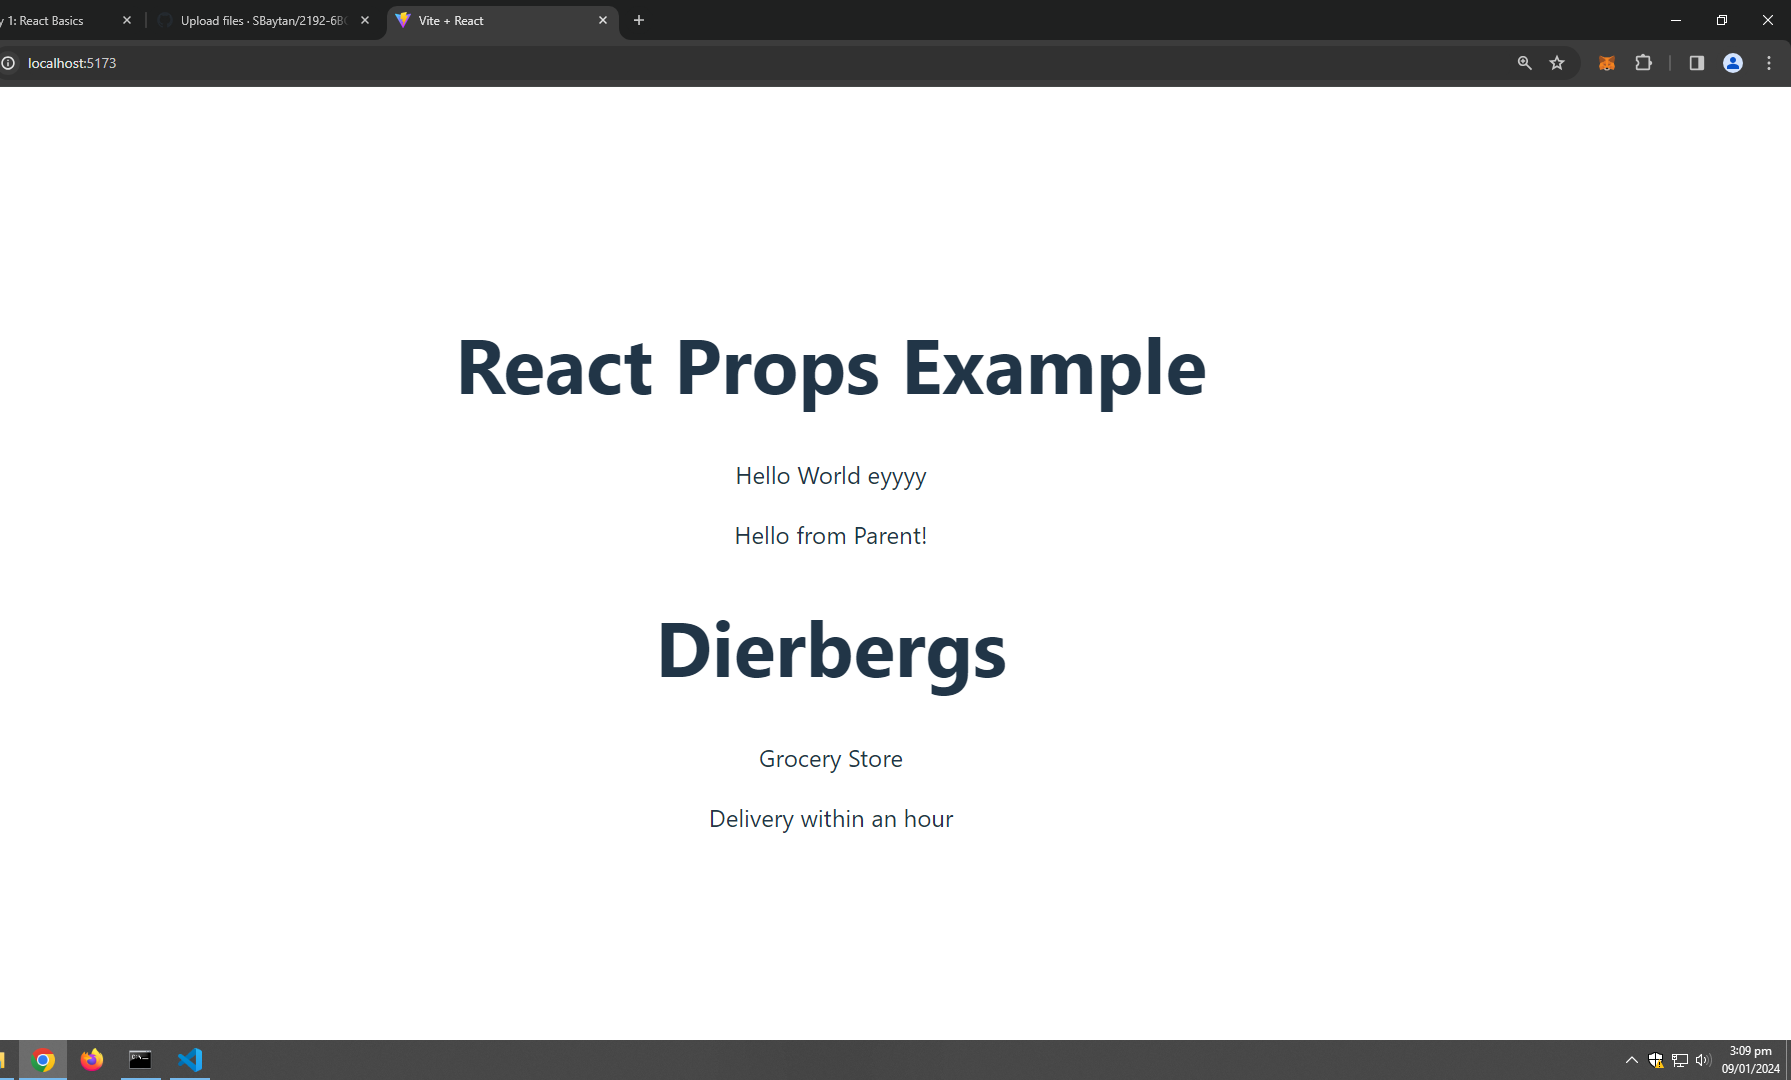 y 1: React Basics
Upload files · SBaytan/2192-6B
Vite + React
localhost:5173
React Props Example
Hello World eyyyy
Hello from Parent!
Dierbergs
Grocery Store
Delivery within an hour
3:09 pm
09/01/2024